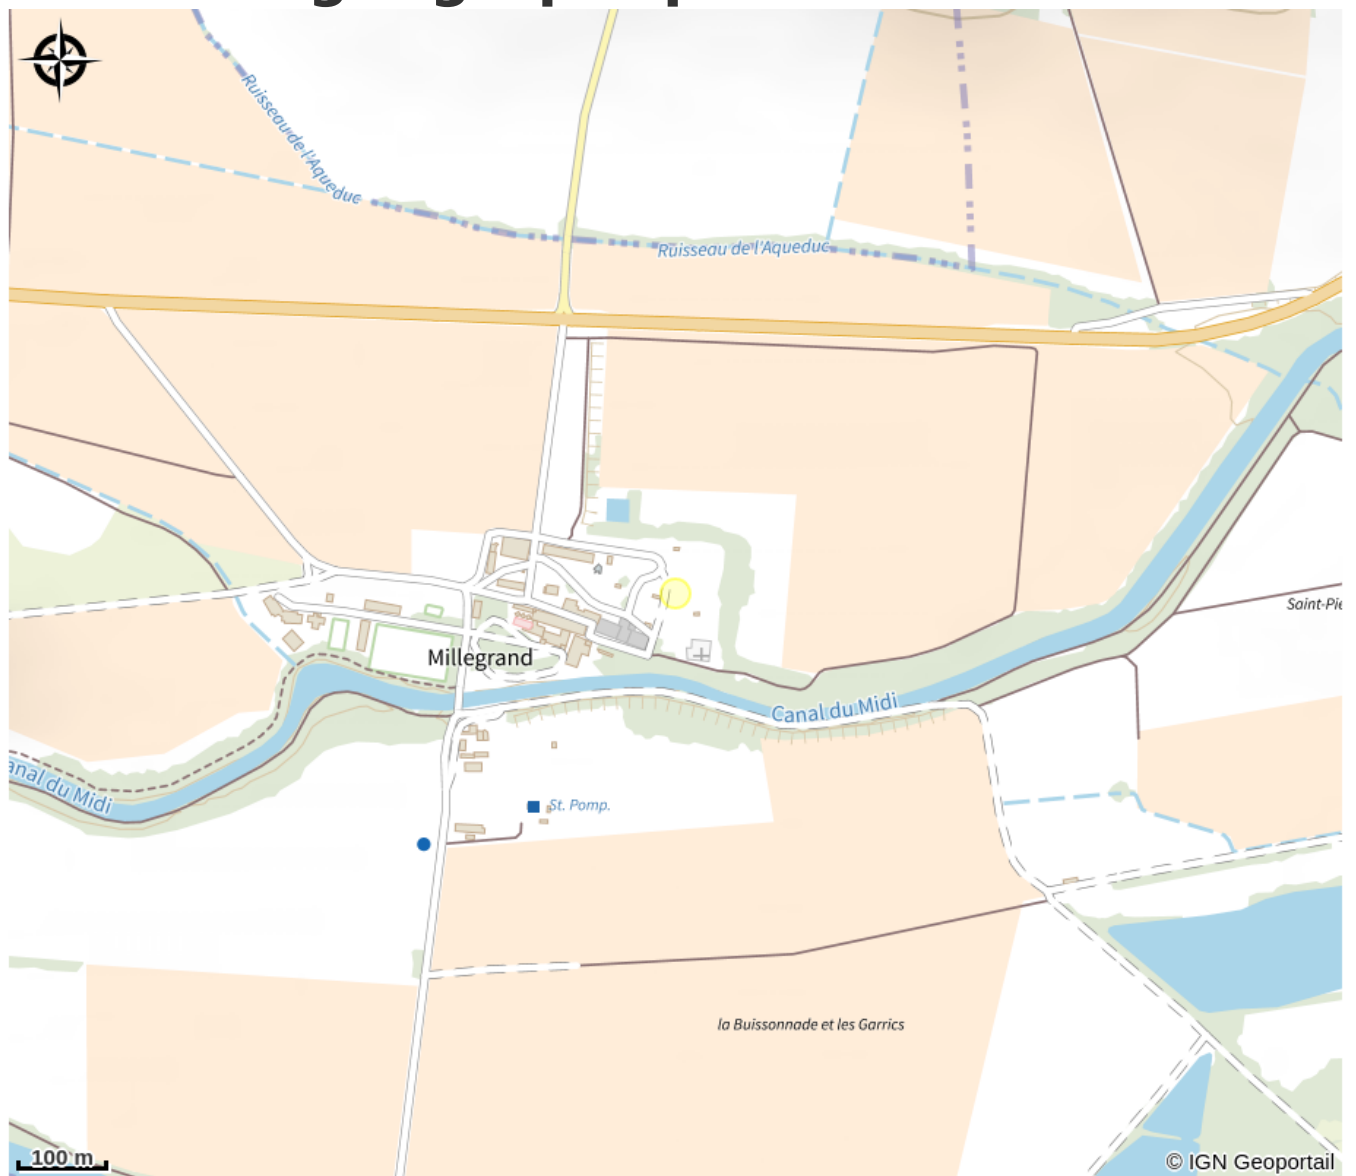 Ruisseau de l'Aqueduc
Ruisseau de l'Aqueduc
Saint-Pie
Millegrand
Canal du Midi
anal du Midi
St. Pomp.
la Buissonnade et les Garrics
100 m
© IGN Geoportail